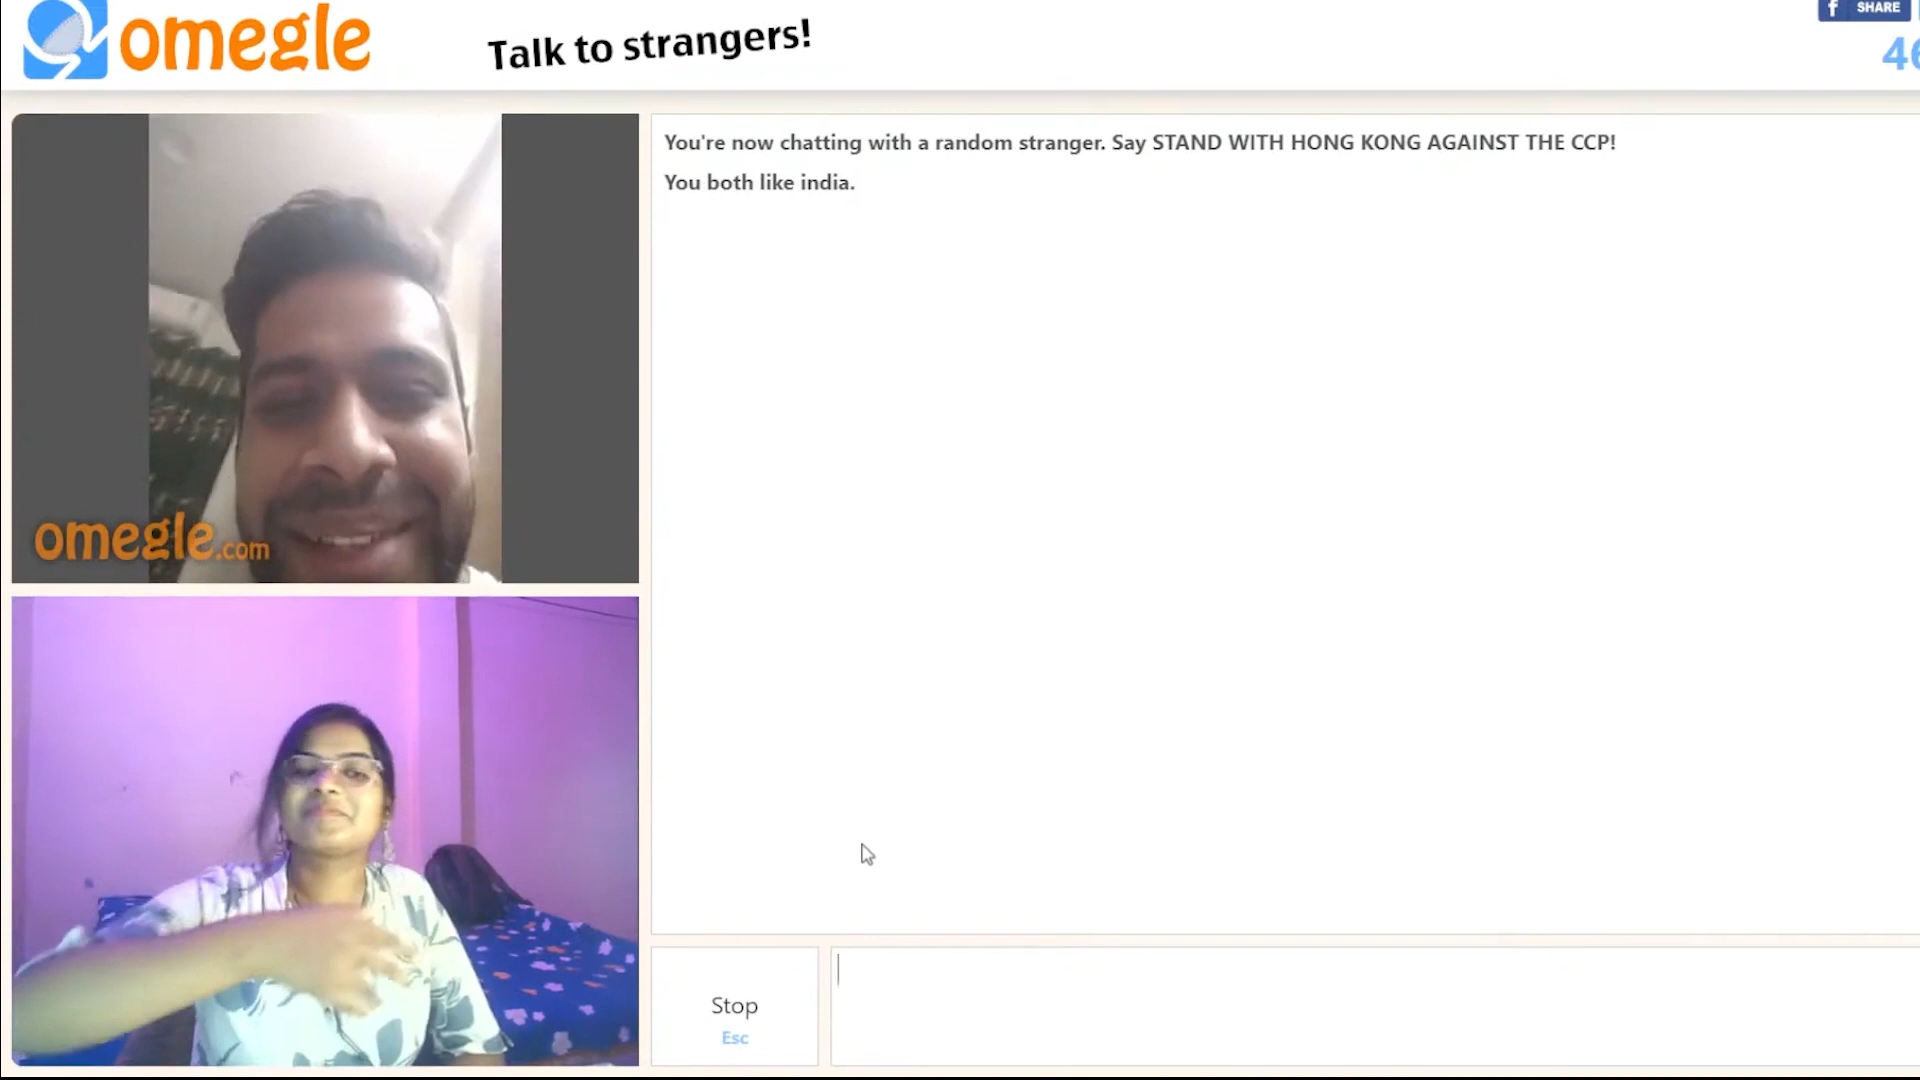 omegle
Talk to strangers!
f SHARE
You're now chatting with a random stranger. Say STAND WITH HONG KONG AGAINST THE CCP!
You both like india.
omegle.com
Stop
Esc